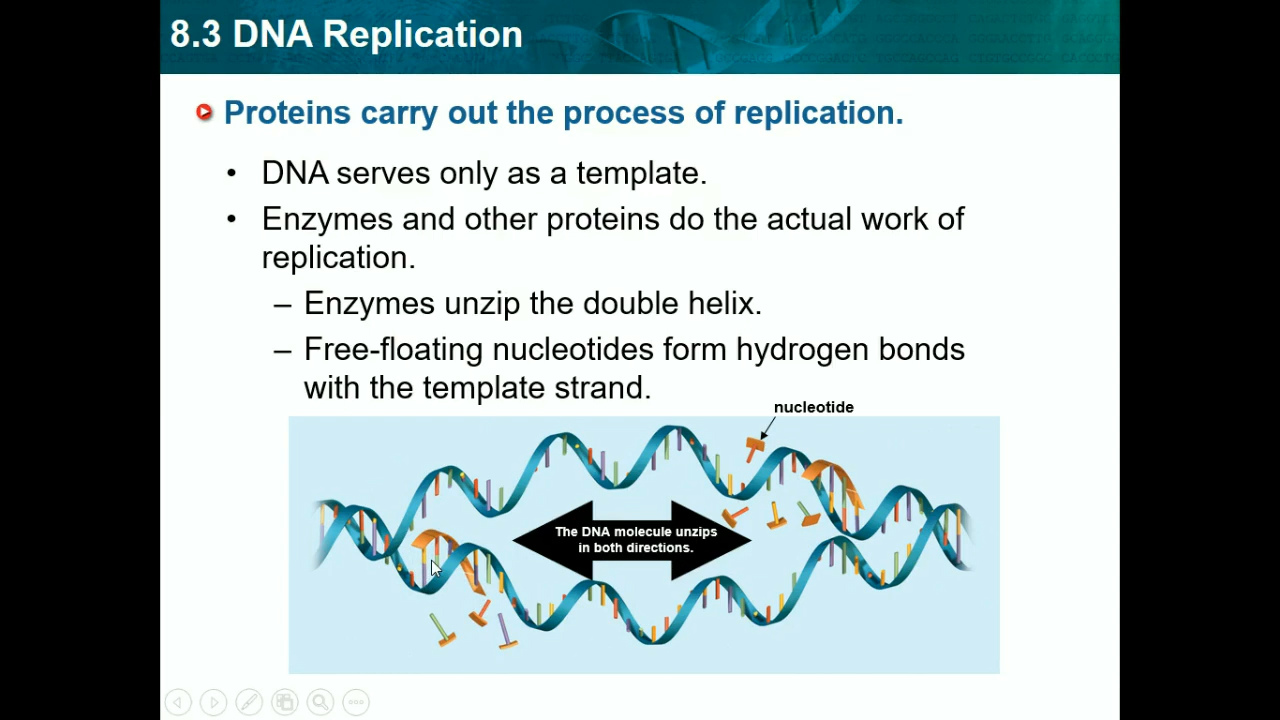 8.3 DNA Replication
Proteins carry out the process of replication.
• DNA serves only as a template.
• Enzymes and other proteins do the actual work of
replication.
– Enzymes unzip the double helix.
– Free-floating nucleotides form hydrogen bonds
with the template strand.
nucleotide
The DNA molecule unzips
in both directions.